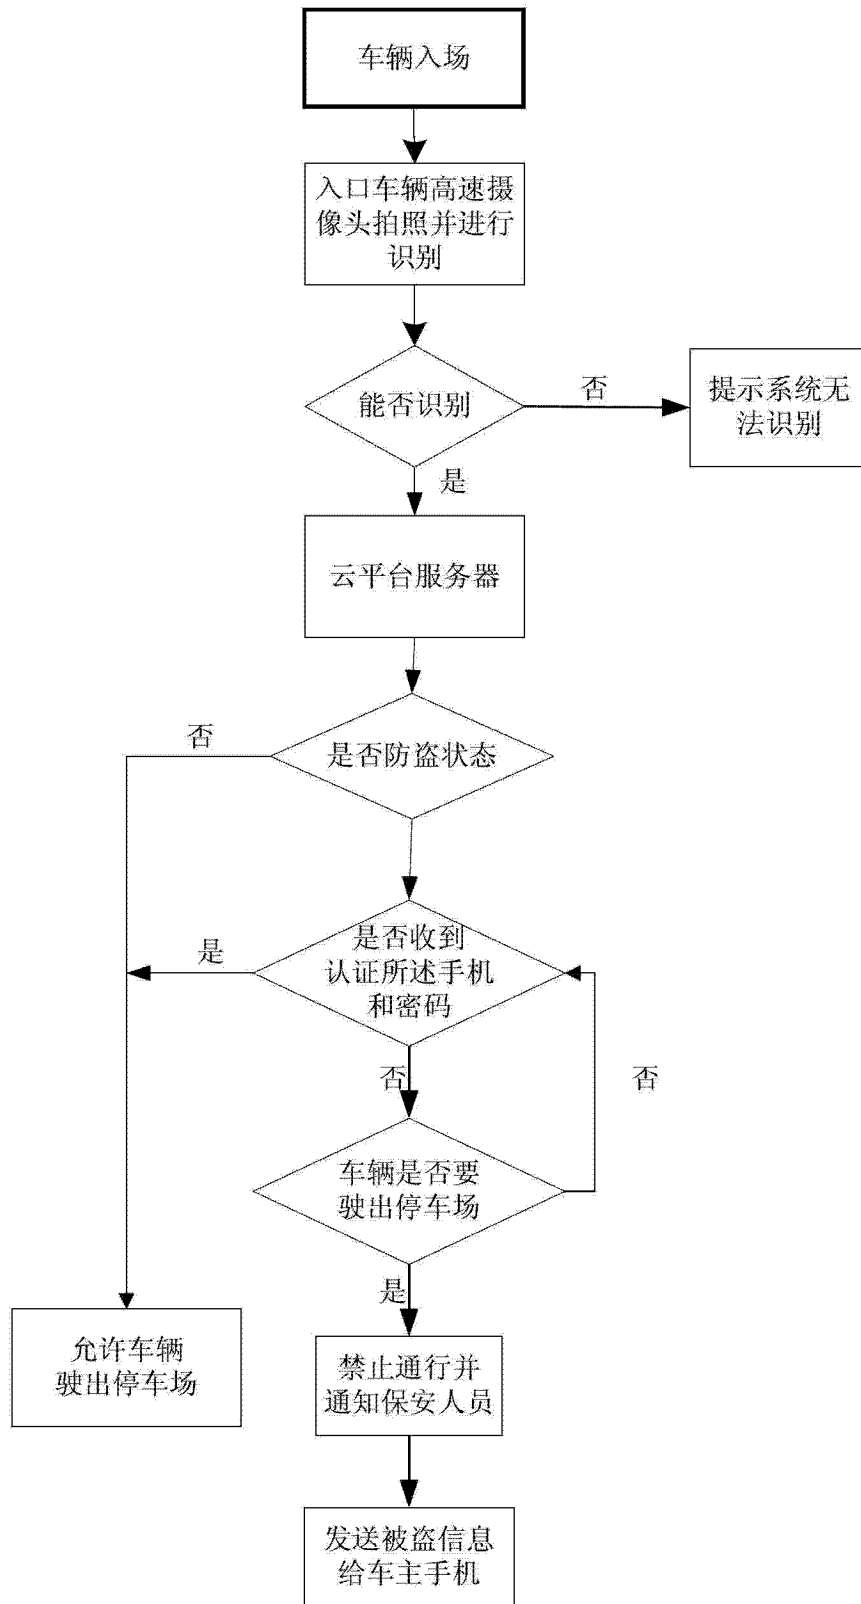 车辆入场
入口车辆高速摄
像头拍照并进行
识别
能否识别
否
提示系统无
法识别
是
云平台服务器
否
是否防盗状态
是
是否收到
认证所述手机
和密码
否
否
车辆是否要
驶出停车场
是
允许车辆
驶出停车场
禁止通行并
通知保安人员
发送被盗信息
给车主手机